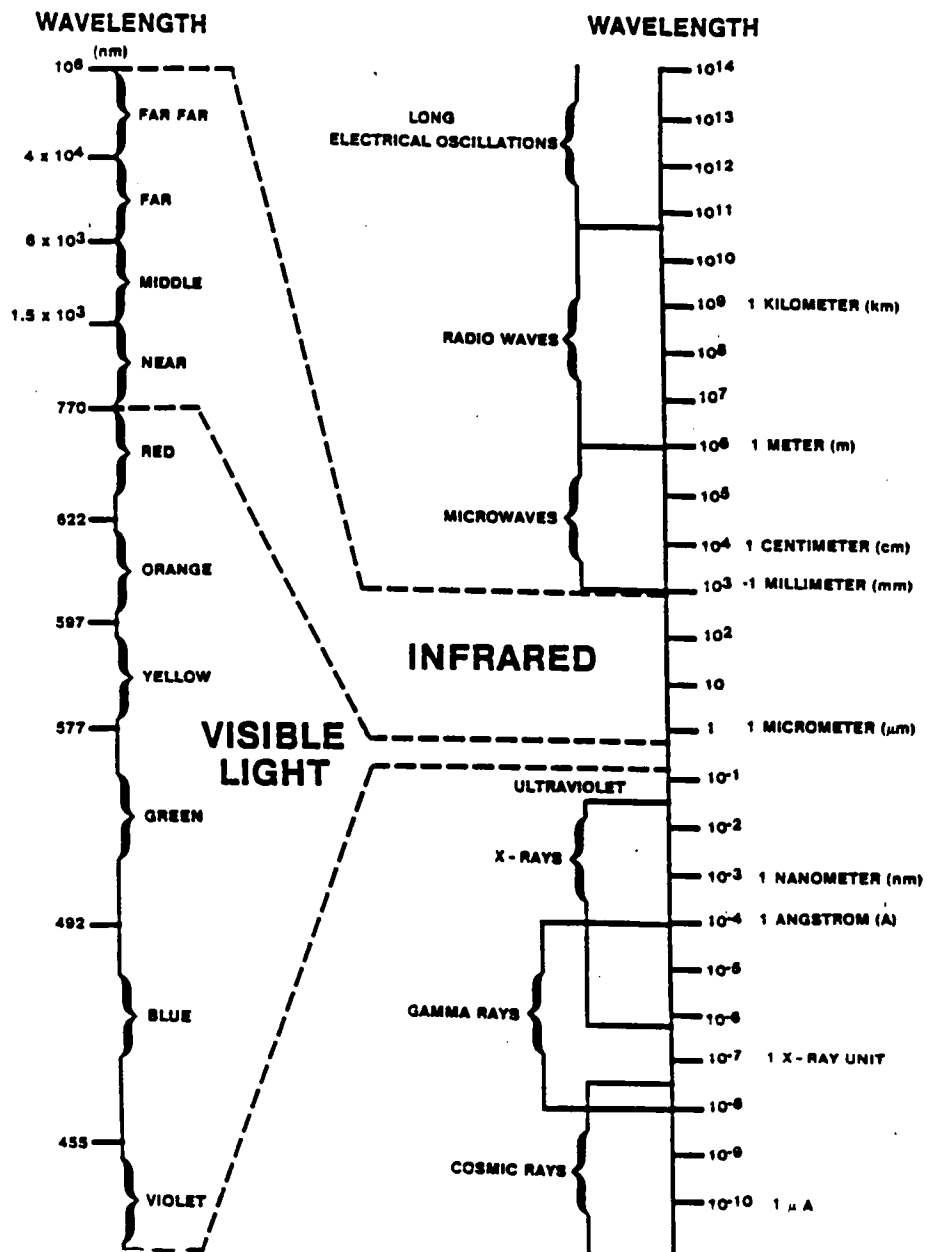 WAVELENGTH
(nm)
10⁶
FAR FAR
4 x 10⁴
FAR
6 x 10³
MIDDLE
1.5 x 10³
NEAR
770
RED
622
ORANGE
597
YELLOW
577
GREEN
492
BLUE
455
VIOLET
VISIBLE
LIGHT
INFRARED
WAVELENGTH
LONG
ELECTRICAL OSCILLATIONS
RADIO WAVES
MICROWAVES
ULTRAVIOLET
X - RAYS
GAMMA RAYS
COSMIC RAYS
10¹⁴
10¹³
10¹²
10¹¹
10¹⁰
10⁹ 1 KILOMETER (km)
10⁸
10⁷
10⁶ 1 METER (m)
10⁵
10⁴ 1 CENTIMETER (cm)
10³ -1 MILLIMETER (mm)
10²
10
1 1 MICROMETER (μm)
10⁻¹
10⁻²
10⁻³ 1 NANOMETER (nm)
10⁻⁴ 1 ANGSTROM (A)
10⁻⁵
10⁻⁶
10⁻⁷ 1 X - RAY UNIT
10⁻⁸
10⁻⁹
10⁻¹⁰ 1 μ A